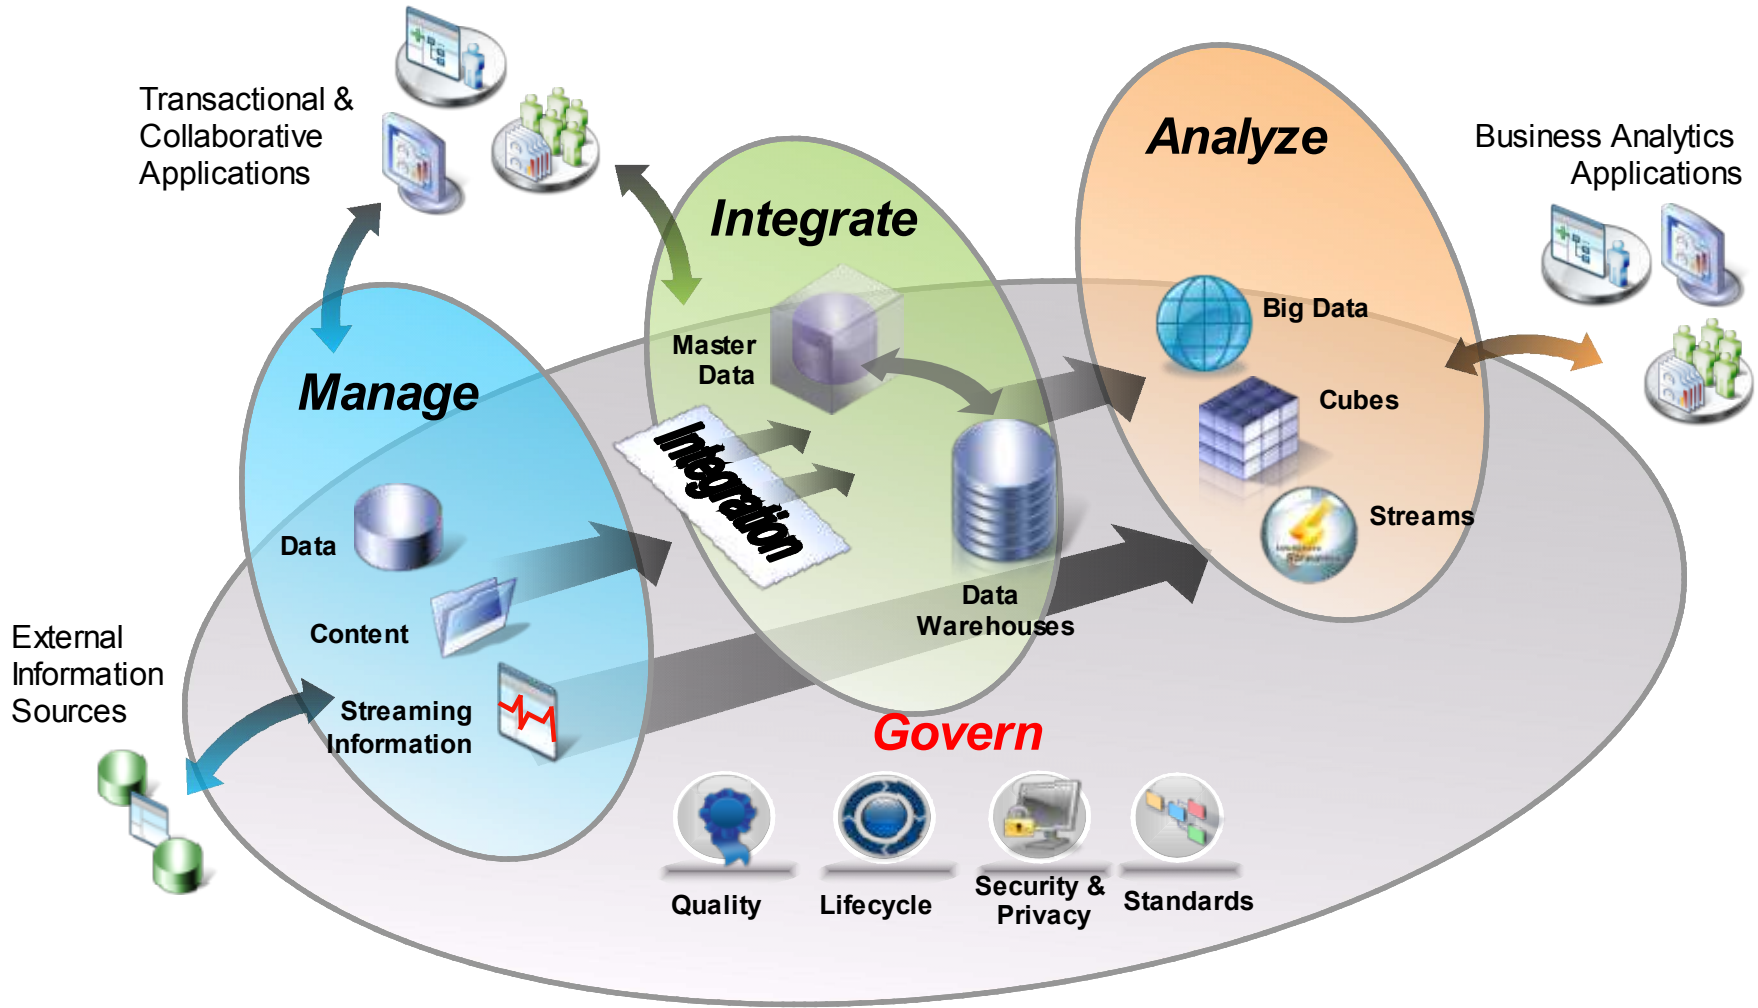 Transactional &
Collaborative
Applications
Analyze
Business Analytics
Applications
Integrate
Manage
Big Data
Master
Data
Cubes
Integration
Streams
Data
Content
Data
Warehouses
External
Information
Sources
Streaming
Information
Govern
Quality
Lifecycle
Security &
Privacy
Standards